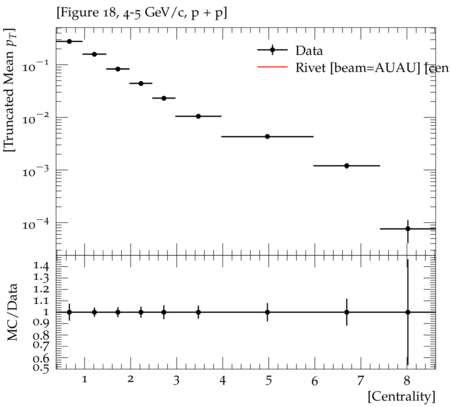 [Figure 18, 4-5 GeV/c, p + p]
[Truncated Mean p_T]
Data
Rivet [beam=AUAU] [cen
10^−1
10^−2
10^−3
10^−4
MC/Data
1.4
1.3
1.2
1.1
1
0.9
0.8
0.7
0.6
0.5
1 2 3 4 5 6 7 8
[Centrality]